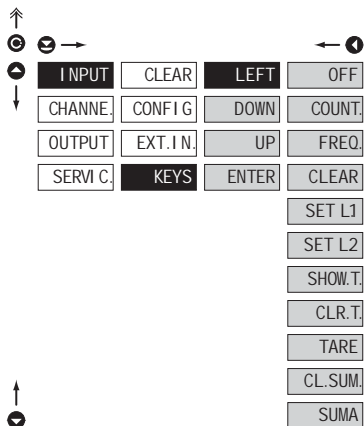 INPUT CLEAR LEFT OFF
CHANNE. CONFIG DOWN COUNT.
OUTPUT EXT.IN. UP FREQ.
SERVIC. KEYS ENTER CLEAR
SET L1
SET L2
SHOW.T.
CLR.T.
TARE
CL.SUM.
SUMA